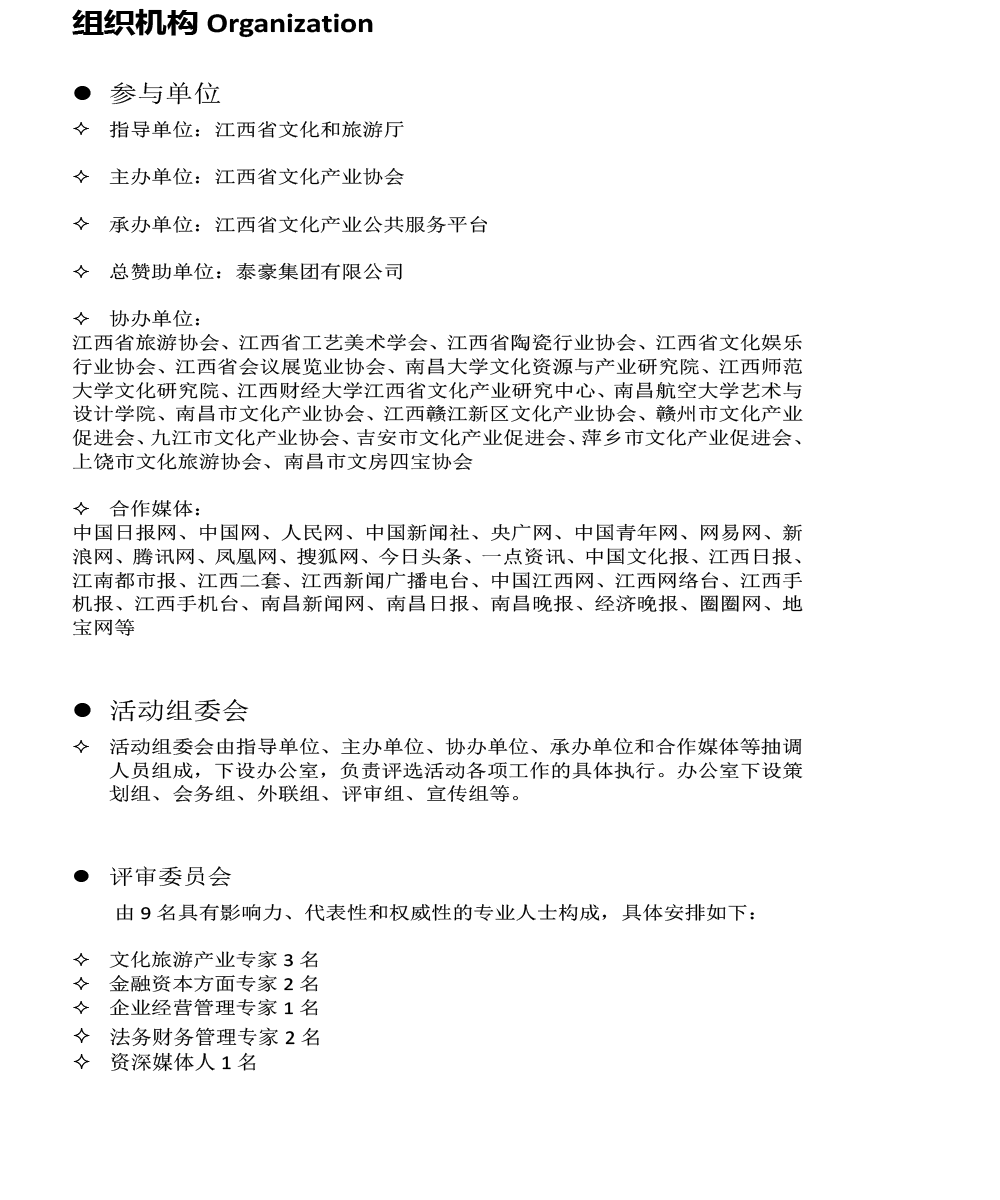 组织机构 Organization
● 参与单位
✧ 指导单位：江西省文化和旅游厅
✧ 主办单位：江西省文化产业协会
✧ 承办单位：江西省文化产业公共服务平台
✧ 总赞助单位：泰豪集团有限公司
✧ 协办单位：
江西省旅游协会、江西省工艺美术学会、江西省陶瓷行业协会、江西省文化娱乐
行业协会、江西省会议展览业协会、南昌大学文化资源与产业研究院、江西师范
大学文化研究院、江西财经大学江西省文化产业研究中心、南昌航空大学艺术与
设计学院、南昌市文化产业协会、江西赣江新区文化产业协会、赣州市文化产业
促进会、九江市文化产业协会、吉安市文化产业促进会、萍乡市文化产业促进会、
上饶市文化旅游协会、南昌市文房四宝协会
✧ 合作媒体：
中国日报网、中国网、人民网、中国新闻社、央广网、中国青年网、网易网、新
浪网、腾讯网、凤凰网、搜狐网、今日头条、一点资讯、中国文化报、江西日报、
江南都市报、江西二套、江西新闻广播电台、中国江西网、江西网络台、江西手
机报、江西手机台、南昌新闻网、南昌日报、南昌晚报、经济晚报、圈圈网、地
宝网等
● 活动组委会
✧ 活动组委会由指导单位、主办单位、协办单位、承办单位和合作媒体等抽调
人员组成，下设办公室，负责评选活动各项工作的具体执行。办公室下设策
划组、会务组、外联组、评审组、宣传组等。
● 评审委员会
由 9 名具有影响力、代表性和权威性的专业人士构成，具体安排如下：
✧ 文化旅游产业专家 3 名
✧ 金融资本方面专家 2 名
✧ 企业经营管理专家 1 名
✧ 法务财务管理专家 2 名
✧ 资深媒体人 1 名